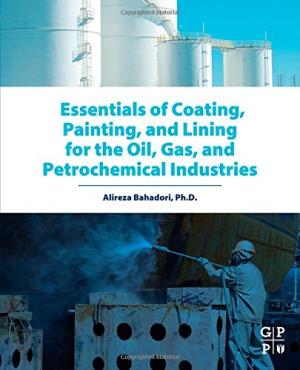 Essentials of Coating,
Painting, and Lining
for the Oil, Gas, and
Petrochemical Industries
Alireza Bahadori, Ph.D.
G P
P